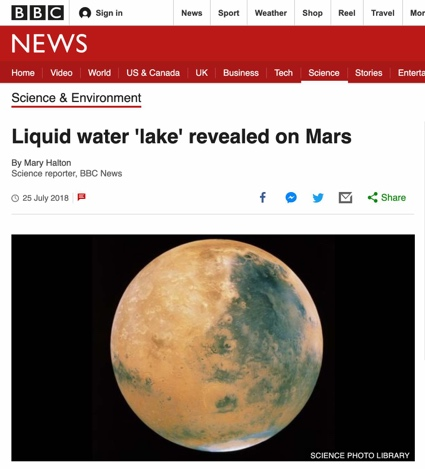 BBC Sign in News Sport Weather Shop Reel Travel
NEWS
Home Video World US & Canada UK Business Tech Science Stories
Science & Environment
Liquid water 'lake' revealed on Mars
By Mary Halton
Science reporter, BBC News
25 July 2018 Share
SCIENCE PHOTO LIBRARY